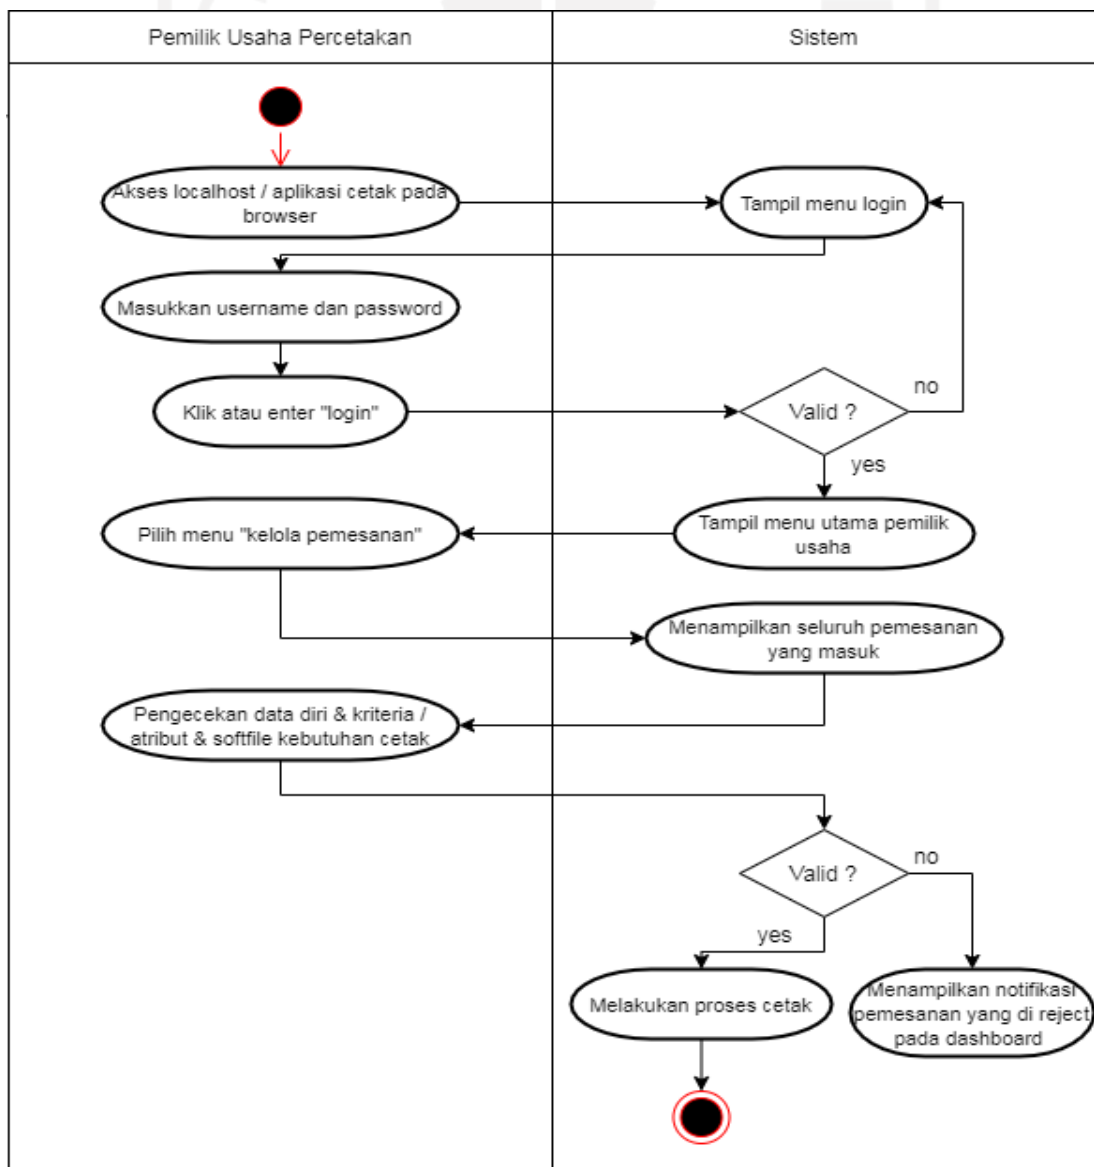 Pemilik Usaha Percetakan
Sistem
Akses localhost / aplikasi cetak pada
browser
Tampil menu login
Masukkan username dan password
Klik atau enter "login"
Valid ?
no
yes
Tampil menu utama pemilik
usaha
Pilih menu "kelola pemesanan"
Menampilkan seluruh pemesanan
yang masuk
Pengecekan data diri & kriteria /
atribut & softfile kebutuhan cetak
Valid ?
no
yes
Melakukan proses cetak
Menampilkan notifikasi
pemesanan yang di reject
pada dashboard